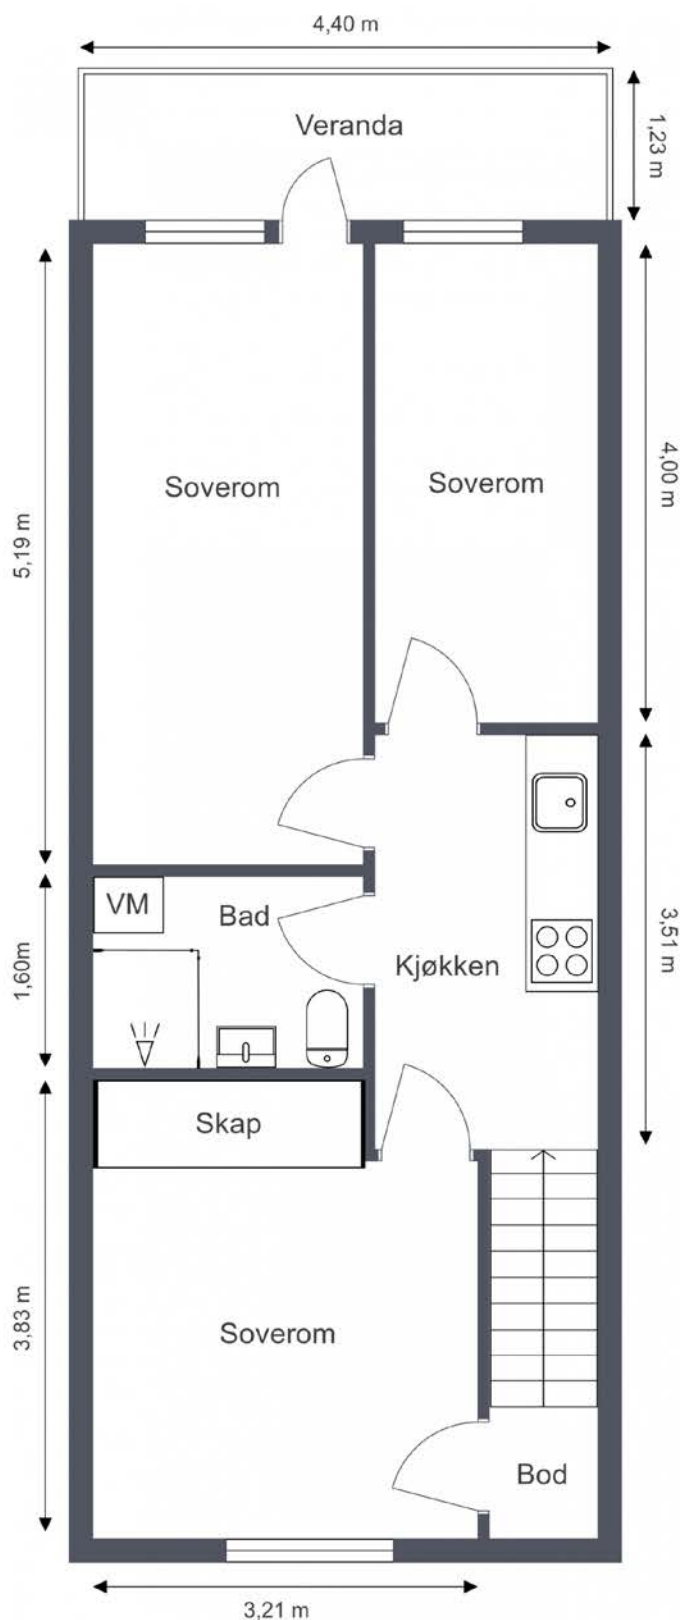 4,40 m
Veranda
1,23 m
Soverom
Soverom
4,00 m
5,19 m
VM
Bad
1,60m
Kjøkken
3,51 m
Skap
3,83 m
Soverom
Bod
3,21 m